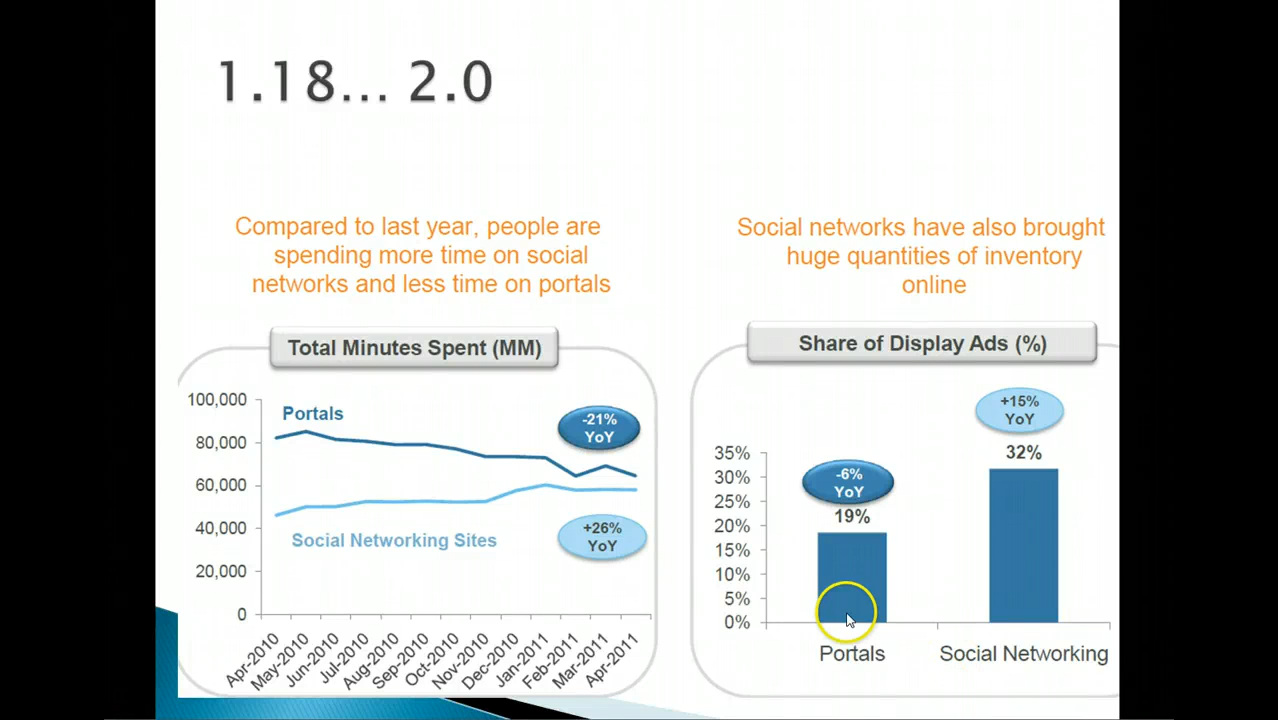 1.18... 2.0
Compared to last year, people are
spending more time on social
networks and less time on portals
Total Minutes Spent (MM)
100,000
80,000
60,000
40,000
20,000
0
Portals
-21%
YoY
Social Networking Sites
+26%
YoY
Apr-2010
May-2010
Jun-2010
Jul-2010
Aug-2010
Sep-2010
Oct-2010
Nov-2010
Dec-2010
Jan-2011
Feb-2011
Mar-2011
Apr-2011
Social networks have also brought
huge quantities of inventory
online
Share of Display Ads (%)
35%
30%
25%
20%
15%
10%
5%
0%
-6%
YoY
19%
+15%
YoY
32%
Portals
Social Networking